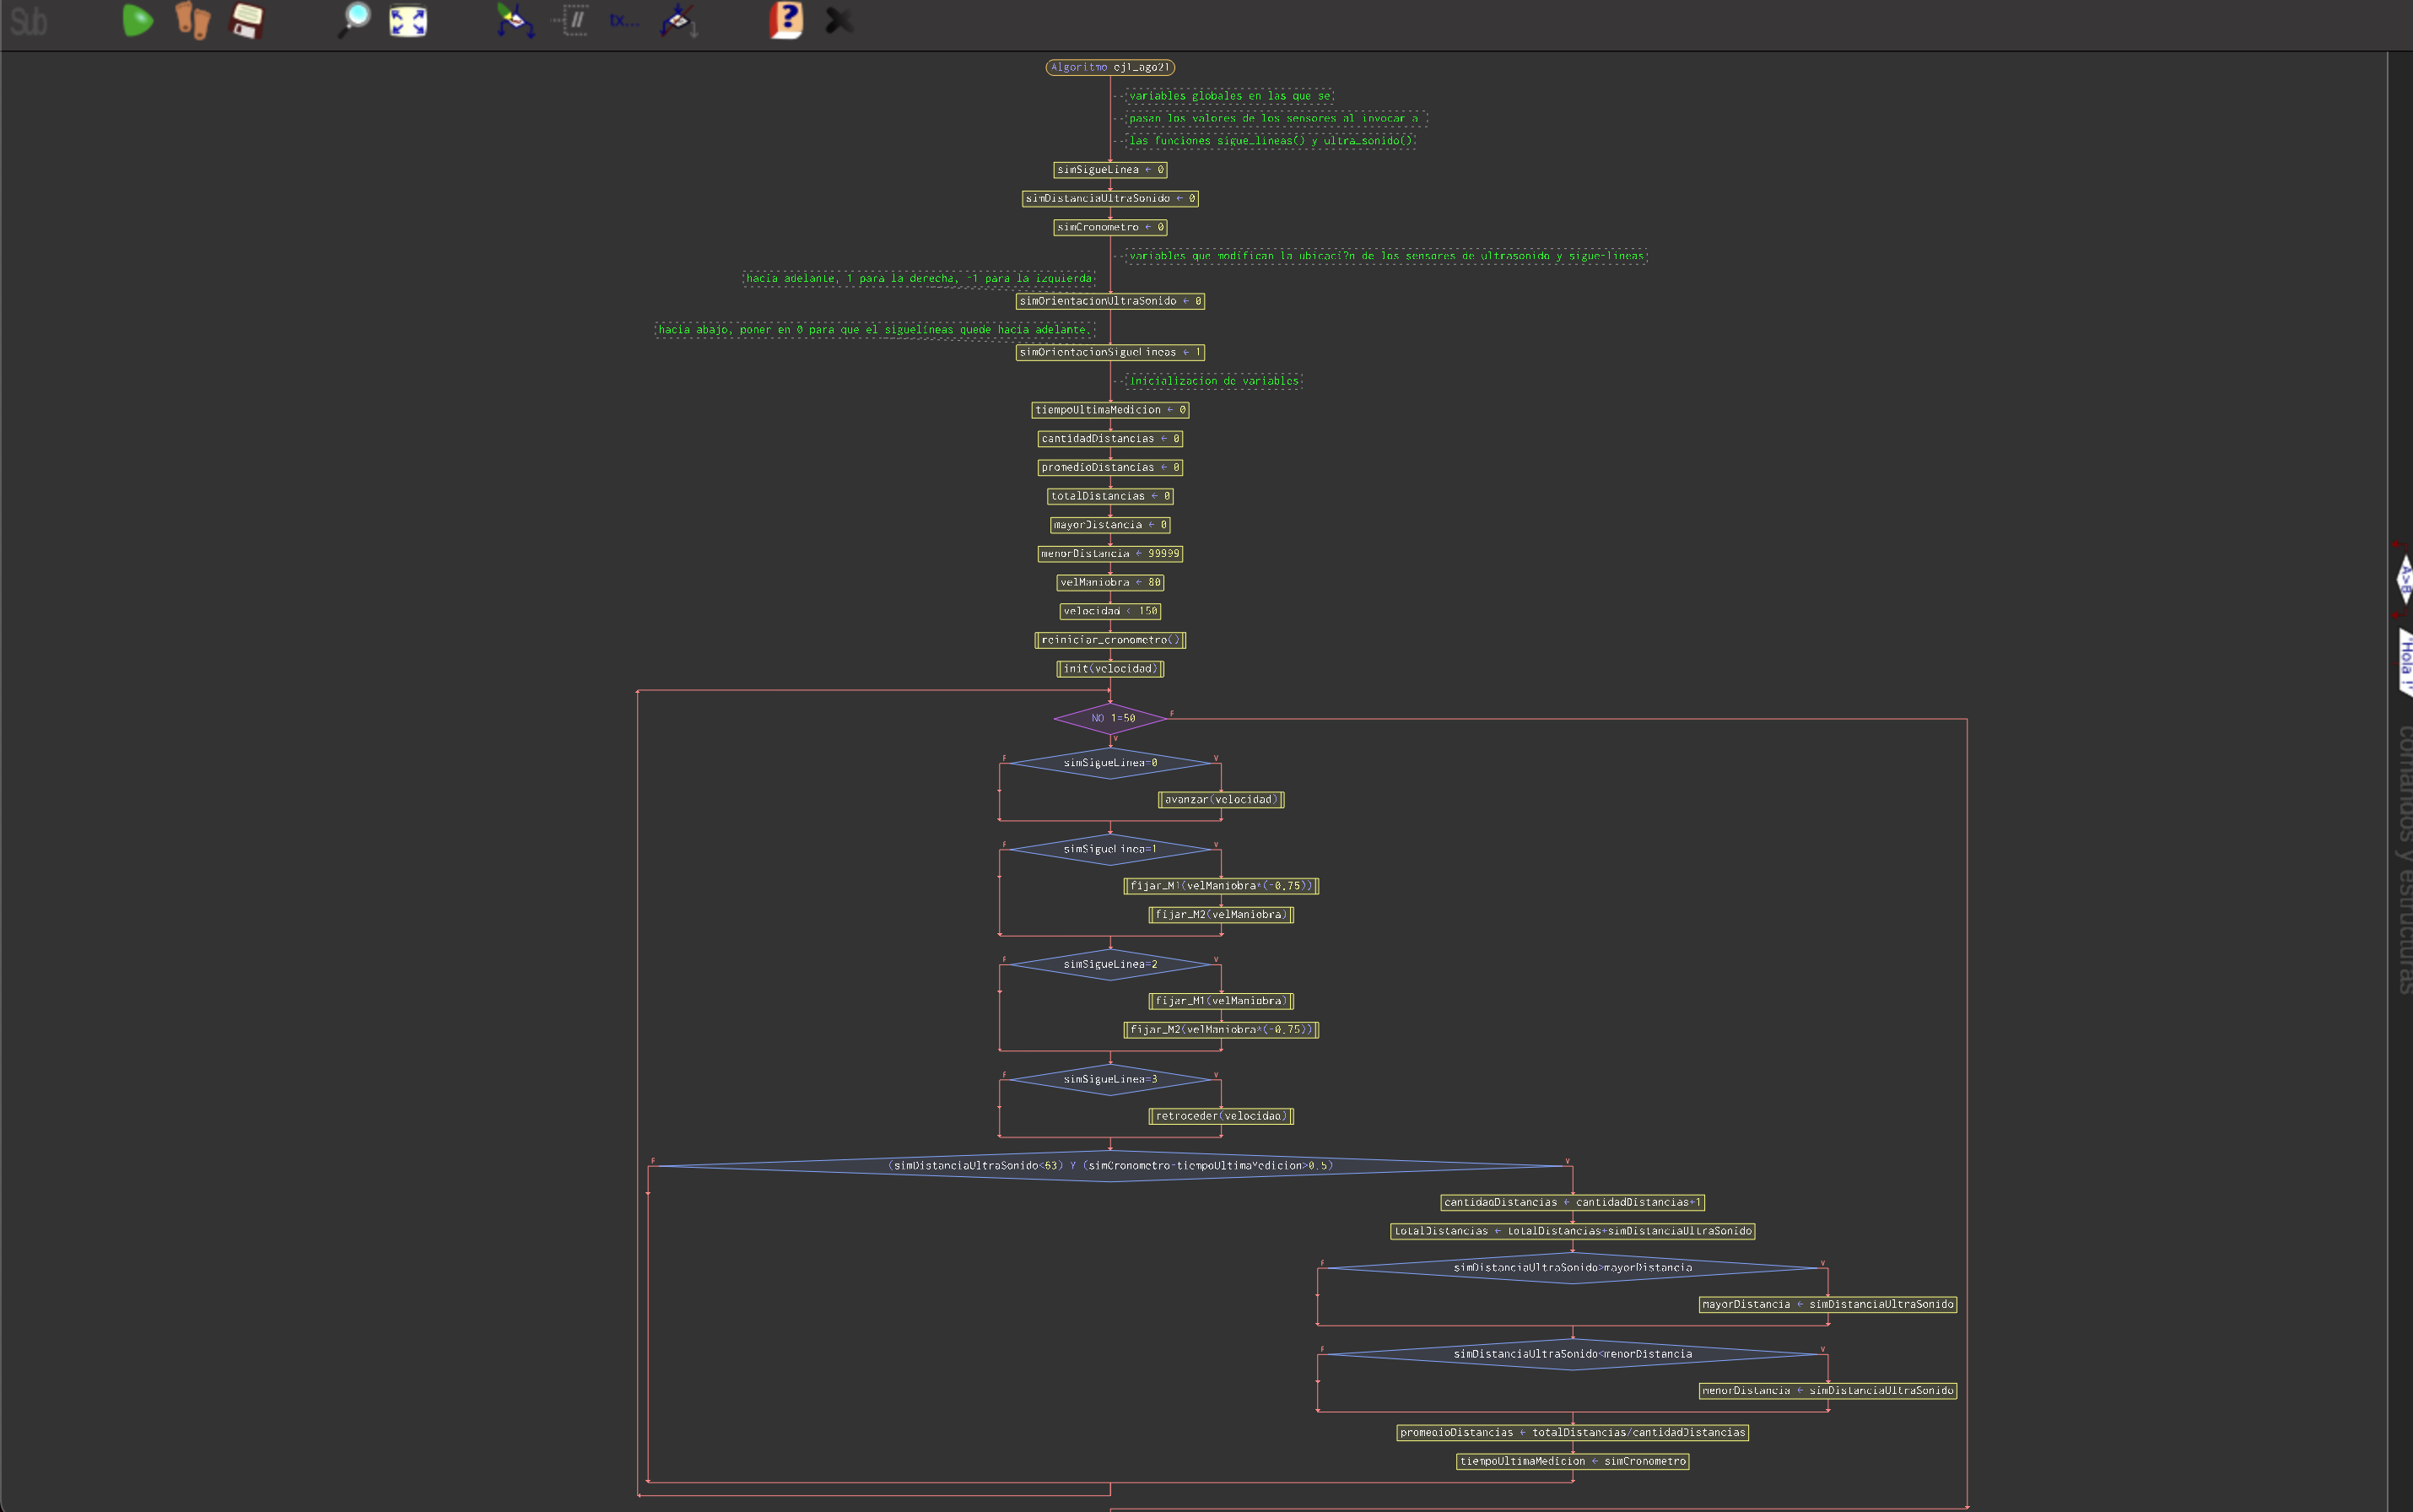 Sub
tx...
?
Algoritmo ej1_ago21
variables globales en las que se
pasan los valores de los sensores al invocar a
las funciones sigue_lineas() y ultra_sonido()
simSigueLinea ← 0
simDistanciaUltraSonido ← 0
simCronometro ← 0
variables que modifican la ubicaci?n de los sensores de ultrasonido y sigue-lineas
hacia adelante, 1 para la derecha, -1 para la izquierda
simOrientacionUltraSonido ← 0
hacia abajo, poner en 0 para que el siguelíneas quede hacia adelante.
simOrientacionSigueLineas ← 1
Inicializacion de variables
tiempoUltimaMedicion ← 0
cantidadDistancias ← 0
promedioDistancias ← 0
totalDistancias ← 0
mayorDistancia ← 0
menorDistancia ← 99999
velManiobra ← 80
velocidad ← 150
reiniciar_cronometro()
init(velocidad)
NO 1=50
F
V
simSigueLinea=0
F
V
avanzar(velocidad)
simSigueLinea=1
F
V
fijar_M1(velManiobra*(-0.75))
fijar_M2(velManiobra)
simSigueLinea=2
F
V
fijar_M1(velManiobra)
fijar_M2(velManiobra*(-0.75))
simSigueLinea=3
F
V
retroceder(velocidad)
(simDistanciaUltraSonido<63) Y (simCronometro-tiempoUltimaMedicion>0.5)
F
V
cantidadDistancias ← cantidadDistancias+1
totalDistancias ← totalDistancias+simDistanciaUltraSonido
simDistanciaUltraSonido>mayorDistancia
F
V
mayorDistancia ← simDistanciaUltraSonido
simDistanciaUltraSonido<menorDistancia
F
V
menorDistancia ← simDistanciaUltraSonido
promedioDistancias ← totalDistancias/cantidadDistancias
tiempoUltimaMedicion ← simCronometro
A>B
"Hola !"
comandos y estructuras